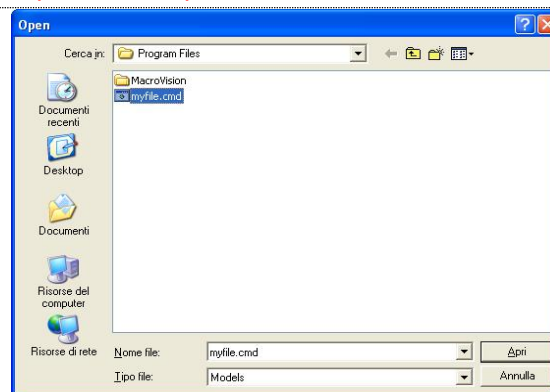 Open
Cerca in:
Program Files
MacroVision
myfile.cmd
Documenti
recenti
Desktop
Documenti
Risorse del
computer
Risorse di rete
Nome file:
myfile.cmd
Apri
Tipo file:
Models
Annulla